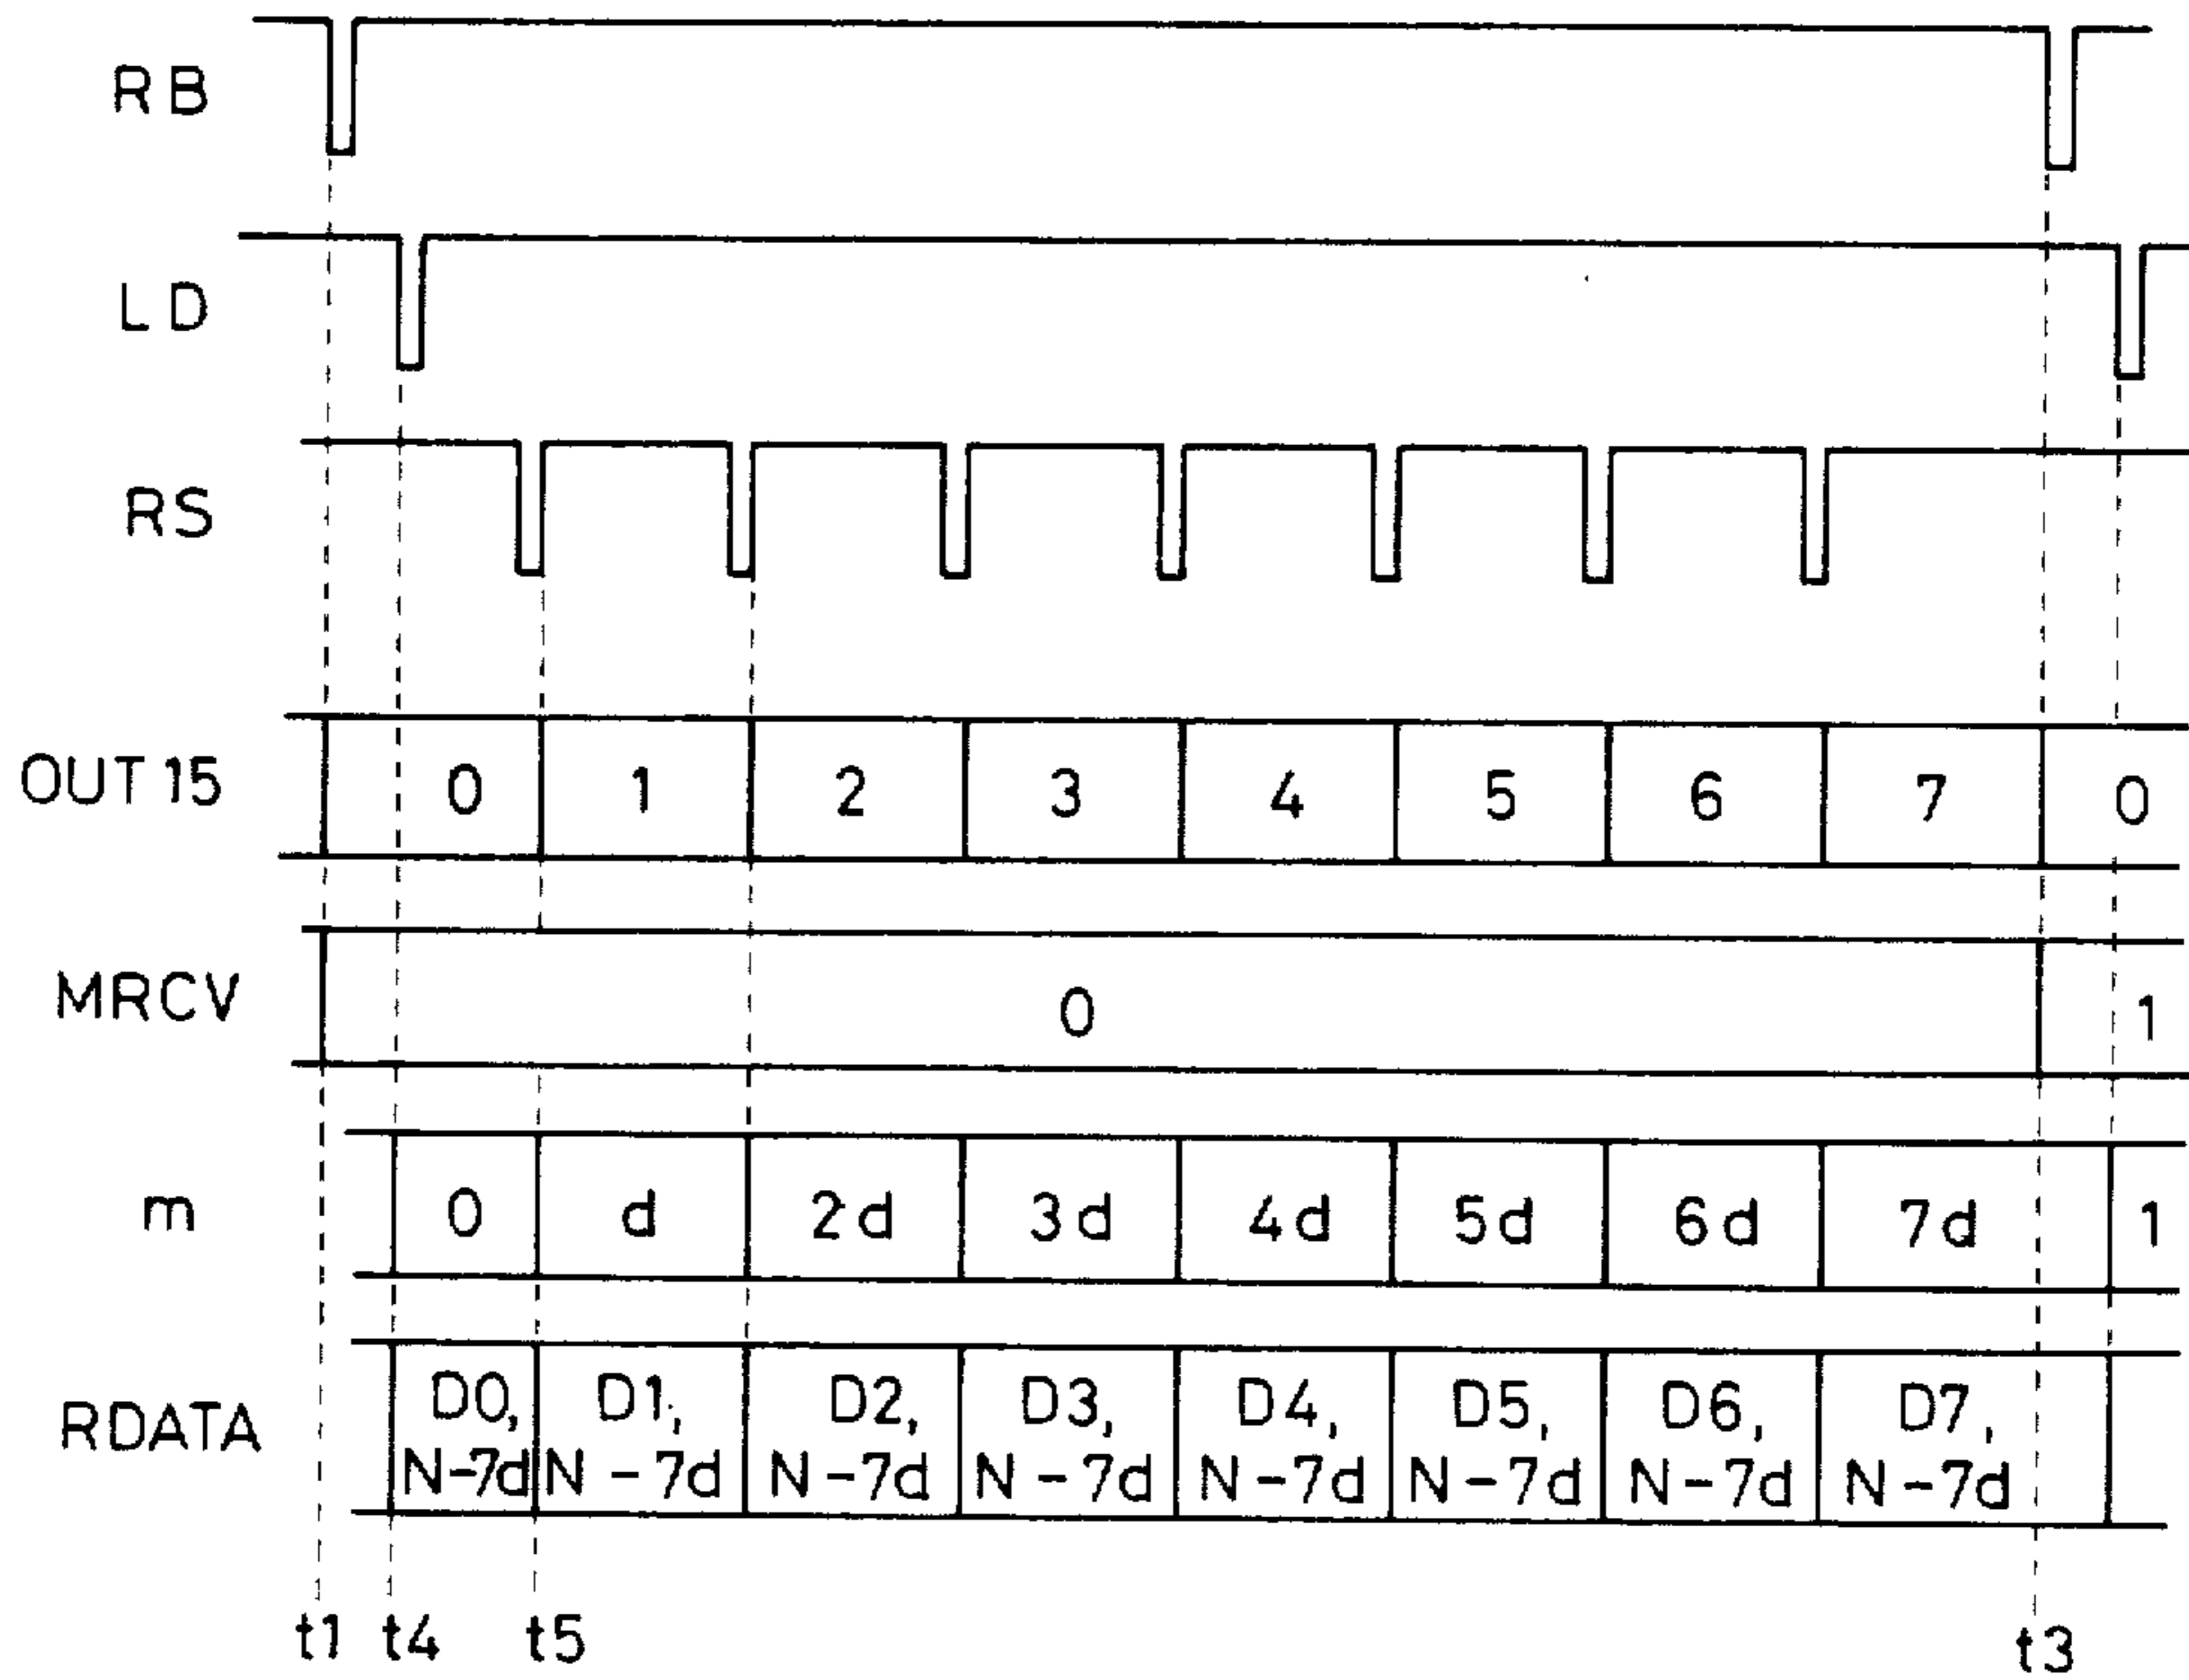 RB
LD
RS
OUT 15 0 1 2 3 4 5 6 7 0
MRCV 0 1
m 0 d 2d 3d 4d 5d 6d 7d 1
RDATA D0, D1, D2, D3, D4, D5, D6, D7,
N-7d N-7d N-7d N-7d N-7d N-7d N-7d N-7d
t1 t4 t5 t3